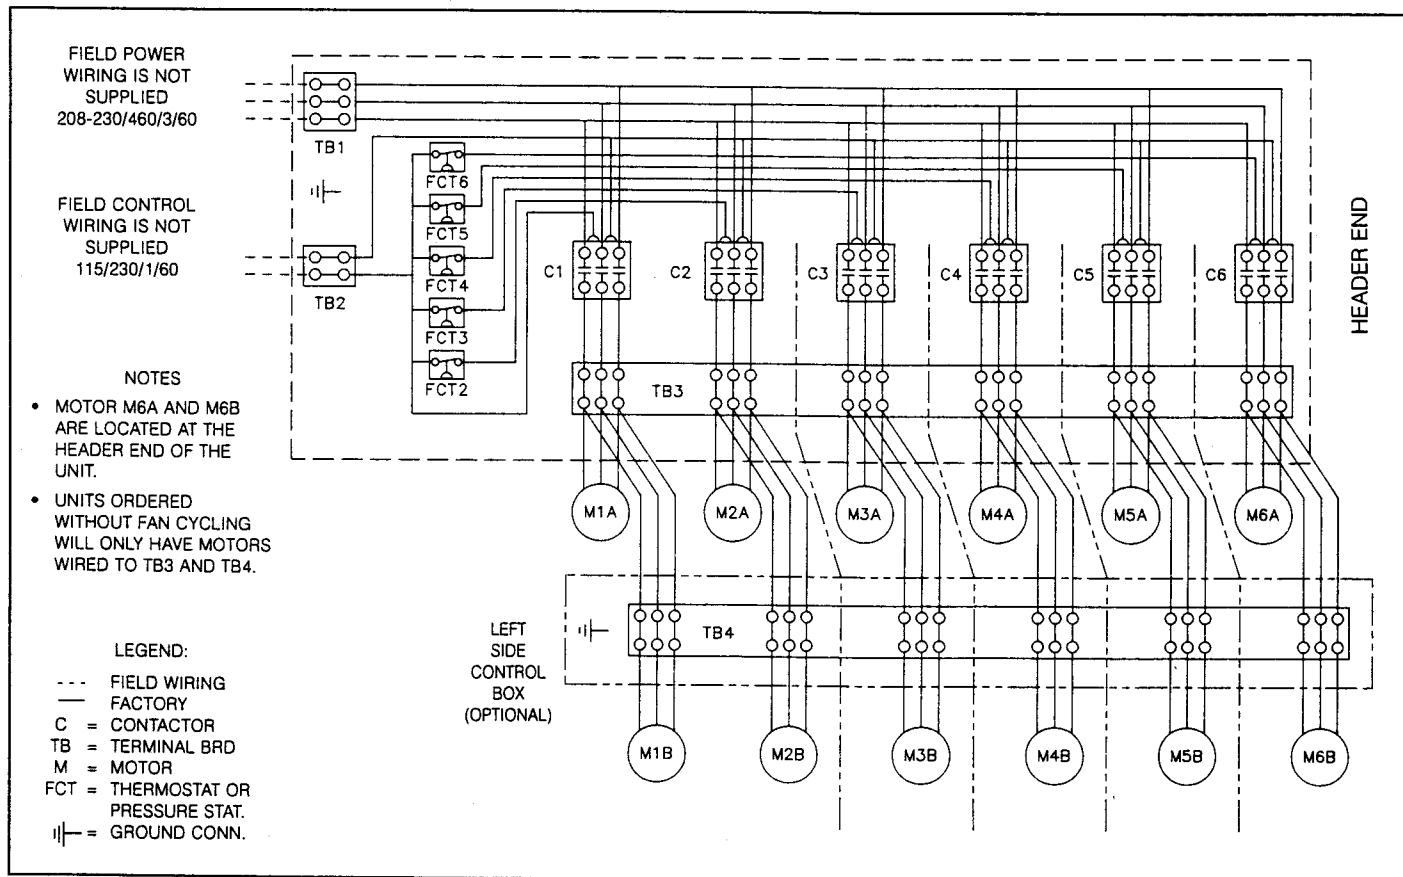 FIELD POWER
WIRING IS NOT
SUPPLIED
208-230/460/3/60
TB1
FIELD CONTROL
WIRING IS NOT
SUPPLIED
115/230/1/60
TB2
FCT6
FCT5
FCT4
FCT3
FCT2
C1
C2
C3
C4
C5
C6
HEADER END
TB3
NOTES
• MOTOR M6A AND M6B
ARE LOCATED AT THE
HEADER END OF THE
UNIT.
• UNITS ORDERED
WITHOUT FAN CYCLING
WILL ONLY HAVE MOTORS
WIRED TO TB3 AND TB4.
M1A
M2A
M3A
M4A
M5A
M6A
LEFT
SIDE
CONTROL
BOX
(OPTIONAL)
TB4
M1B
M2B
M3B
M4B
M5B
M6B
LEGEND:
--- FIELD WIRING
— FACTORY
C = CONTACTOR
TB = TERMINAL BRD
M = MOTOR
FCT = THERMOSTAT OR
PRESSURE STAT.
= GROUND CONN.